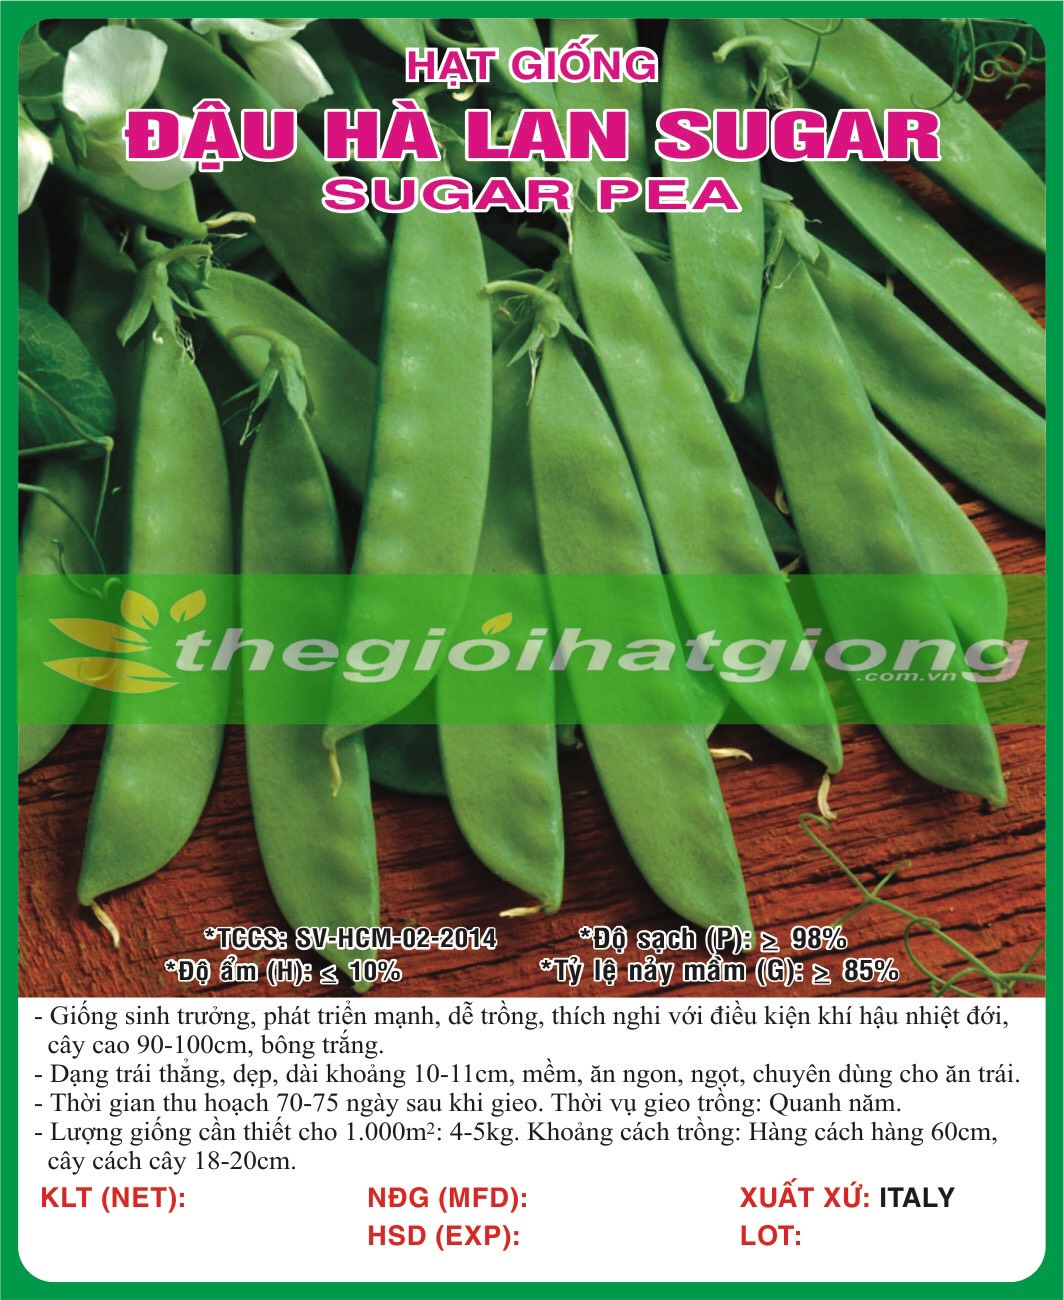 HẠT GIỐNG
ĐẬU HÀ LAN SUGAR
SUGAR PEA
thegioihatgiong
.com.vn
*TCCS: SV-HCM-02-2014 *Độ sạch (P): ≥ 98%
*Độ ẩm (H): ≤ 10% *Tỷ lệ nảy mầm (G): ≥ 85%
- Giống sinh trưởng, phát triển mạnh, dễ trồng, thích nghi với điều kiện khí hậu nhiệt đới,
cây cao 90-100cm, bông trắng.
- Dạng trái thẳng, dẹp, dài khoảng 10-11cm, mềm, ăn ngon, ngọt, chuyên dùng cho ăn trái.
- Thời gian thu hoạch 70-75 ngày sau khi gieo. Thời vụ gieo trồng: Quanh năm.
- Lượng giống cần thiết cho 1.000m²: 4-5kg. Khoảng cách trồng: Hàng cách hàng 60cm,
cây cách cây 18-20cm.
KLT (NET): NĐG (MFD): XUẤT XỨ: ITALY
HSD (EXP): LOT: